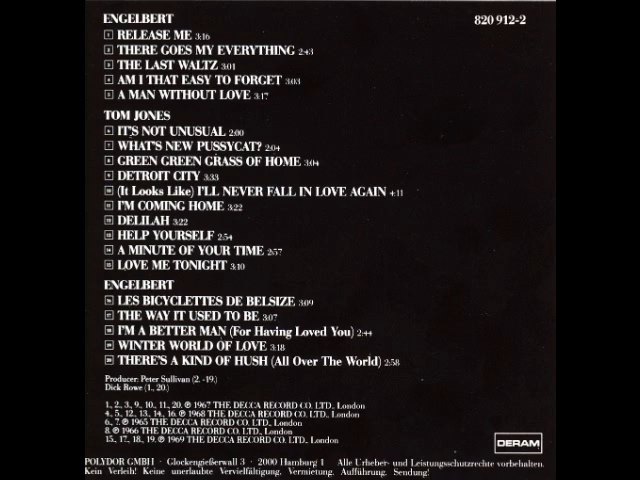 ENGELBERT 820 912-2
1 RELEASE ME 3:16
2 THERE GOES MY EVERYTHING 2:43
3 THE LAST WALTZ 3:01
4 AM I THAT EASY TO FORGET 3:03
5 A MAN WITHOUT LOVE 3:17
TOM JONES
6 IT'S NOT UNUSUAL 2:00
7 WHAT'S NEW PUSSYCAT? 2:04
8 GREEN GREEN GRASS OF HOME 3:04
9 DETROIT CITY 3:33
10 (It Looks Like) I'LL NEVER FALL IN LOVE AGAIN 4:11
11 I'M COMING HOME 3:22
12 DELILAH 3:22
13 HELP YOURSELF 2:54
14 A MINUTE OF YOUR TIME 2:57
15 LOVE ME TONIGHT 3:10
ENGELBERT
16 LES BICYCLETTES DE BELSIZE 3:09
17 THE WAY IT USED TO BE 3:07
18 I'M A BETTER MAN (For Having Loved You) 2:44
19 WINTER WORLD OF LOVE 3:18
20 THERE'S A KIND OF HUSH (All Over The World) 2:58
Producer: Peter Sullivan (2. -19.)
Dick Rowe (1., 20.)
1., 2., 3., 9., 10., 11., 20. ℗ 1967 THE DECCA RECORD CO. LTD., London
4., 5., 12., 13., 14., 16. ℗ 1968 THE DECCA RECORD CO. LTD., London
6., 7. ℗ 1965 THE DECCA RECORD CO. LTD., London
8. ℗ 1966 THE DECCA RECORD CO. LTD., London
15., 17., 18., 19. ℗ 1969 THE DECCA RECORD CO. LTD., London
DERAM
POLYDOR GMBH · Glockengießerwall 3 · 2000 Hamburg 1 Alle Urheber- und Leistungsschutzrechte vorbehalten.
Kein Verleih! Keine unerlaubte Vervielfältigung, Vermietung, Aufführung, Sendung!